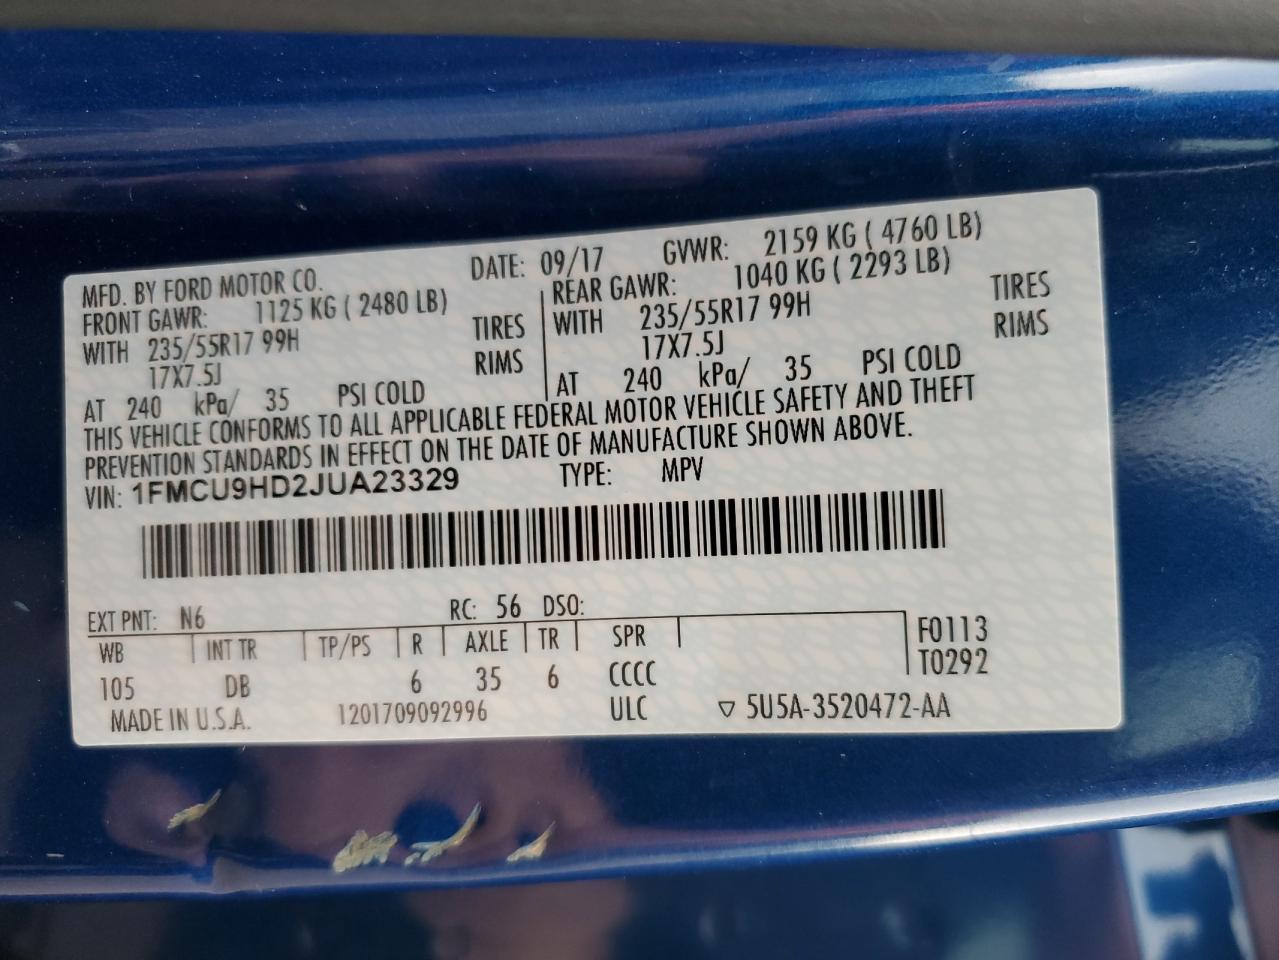 MFD. BY FORD MOTOR CO. DATE: 09/17 GVWR: 2159 KG ( 4760 LB)
FRONT GAWR: 1125 KG ( 2480 LB) REAR GAWR: 1040 KG ( 2293 LB)
WITH 235/55R17 99H TIRES WITH 235/55R17 99H TIRES
17X7.5J RIMS 17X7.5J RIMS
AT 240 kPa/ 35 PSI COLD AT 240 kPa/ 35 PSI COLD
THIS VEHICLE CONFORMS TO ALL APPLICABLE FEDERAL MOTOR VEHICLE SAFETY AND THEFT
PREVENTION STANDARDS IN EFFECT ON THE DATE OF MANUFACTURE SHOWN ABOVE.
VIN: 1FMCU9HD2JUA23329 TYPE: MPV
EXT PNT: N6 RC: 56 DSO:
WB INT TR TP/PS R AXLE TR SPR F0113
105 DB 6 35 6 CCCC T0292
MADE IN U.S.A. 1201709092996 ULC ▽ 5U5A-3520472-AA